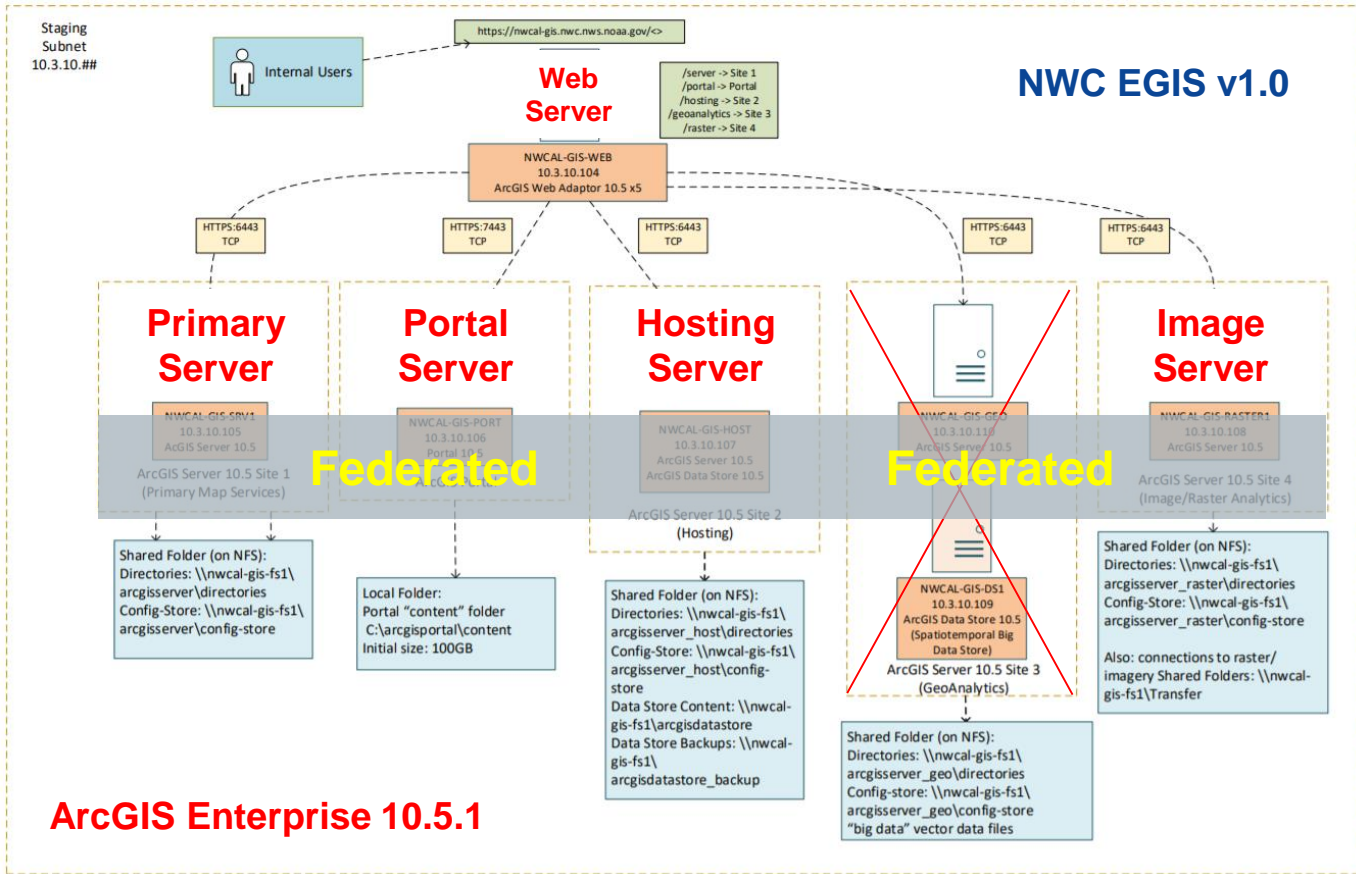 Staging
Subnet
10.3.10.##
Internal Users
https://nwcal-gis.nwc.nws.noaa.gov/<>
Web
Server
/server -> Site 1
/portal -> Portal
/hosting -> Site 2
/geoanalytics -> Site 3
/raster -> Site 4
NWC EGIS v1.0
NWCAL-GIS-WEB
10.3.10.104
ArcGIS Web Adaptor 10.5 x5
HTTPS:6443
TCP
HTTPS:7443
TCP
HTTPS:6443
TCP
HTTPS:6443
TCP
HTTPS:6443
TCP
Primary
Server
NWCAL-GIS-SRV1
10.3.10.105
AcGIS Server 10.5
ArcGIS Server 10.5 Site 1
(Primary Map Services)
Portal
Server
NWCAL-GIS-PORT
10.3.10.106
Portal 10.5
Hosting
Server
NWCAL-GIS-HOST
10.3.10.107
ArcGIS Server 10.5
ArcGIS Data Store 10.5
ArcGIS Server 10.5 Site 2
(Hosting)
NWCAL-GIS-GEO
10.3.10.110
ArcGIS Server 10.5
Image
Server
NWCAL-GIS-RASTER1
10.3.10.108
ArcGIS Server 10.5
ArcGIS Server 10.5 Site 4
(Image/Raster Analytics)
Federated
Federated
NWCAL-GIS-DS1
10.3.10.109
ArcGIS Data Store 10.5
(Spatiotemporal Big
Data Store)
ArcGIS Server 10.5 Site 3
(GeoAnalytics)
Shared Folder (on NFS):
Directories: \\nwcal-gis-fs1\
arcgisserver\directories
Config-Store: \\nwcal-gis-fs1\
arcgisserver\config-store
Local Folder:
Portal “content” folder
C:\arcgisportal\content
Initial size: 100GB
Shared Folder (on NFS):
Directories: \\nwcal-gis-fs1\
arcgisserver_host\directories
Config-Store: \\nwcal-gis-fs1\
arcgisserver_host\config-
store
Data Store Content: \\nwcal-
gis-fs1\arcgisdatastore
Data Store Backups: \\nwcal-
gis-fs1\
arcgisdatastore_backup
Shared Folder (on NFS):
Directories: \\nwcal-gis-fs1\
arcgisserver_geo\directories
Config-store: \\nwcal-gis-fs1\
arcgisserver_geo\config-store
“big data” vector data files
Shared Folder (on NFS):
Directories: \\nwcal-gis-fs1\
arcgisserver_raster\directories
Config-Store: \\nwcal-gis-fs1\
arcgisserver_raster\config-store
Also: connections to raster/
imagery Shared Folders: \\nwcal-
gis-fs1\Transfer
ArcGIS Enterprise 10.5.1